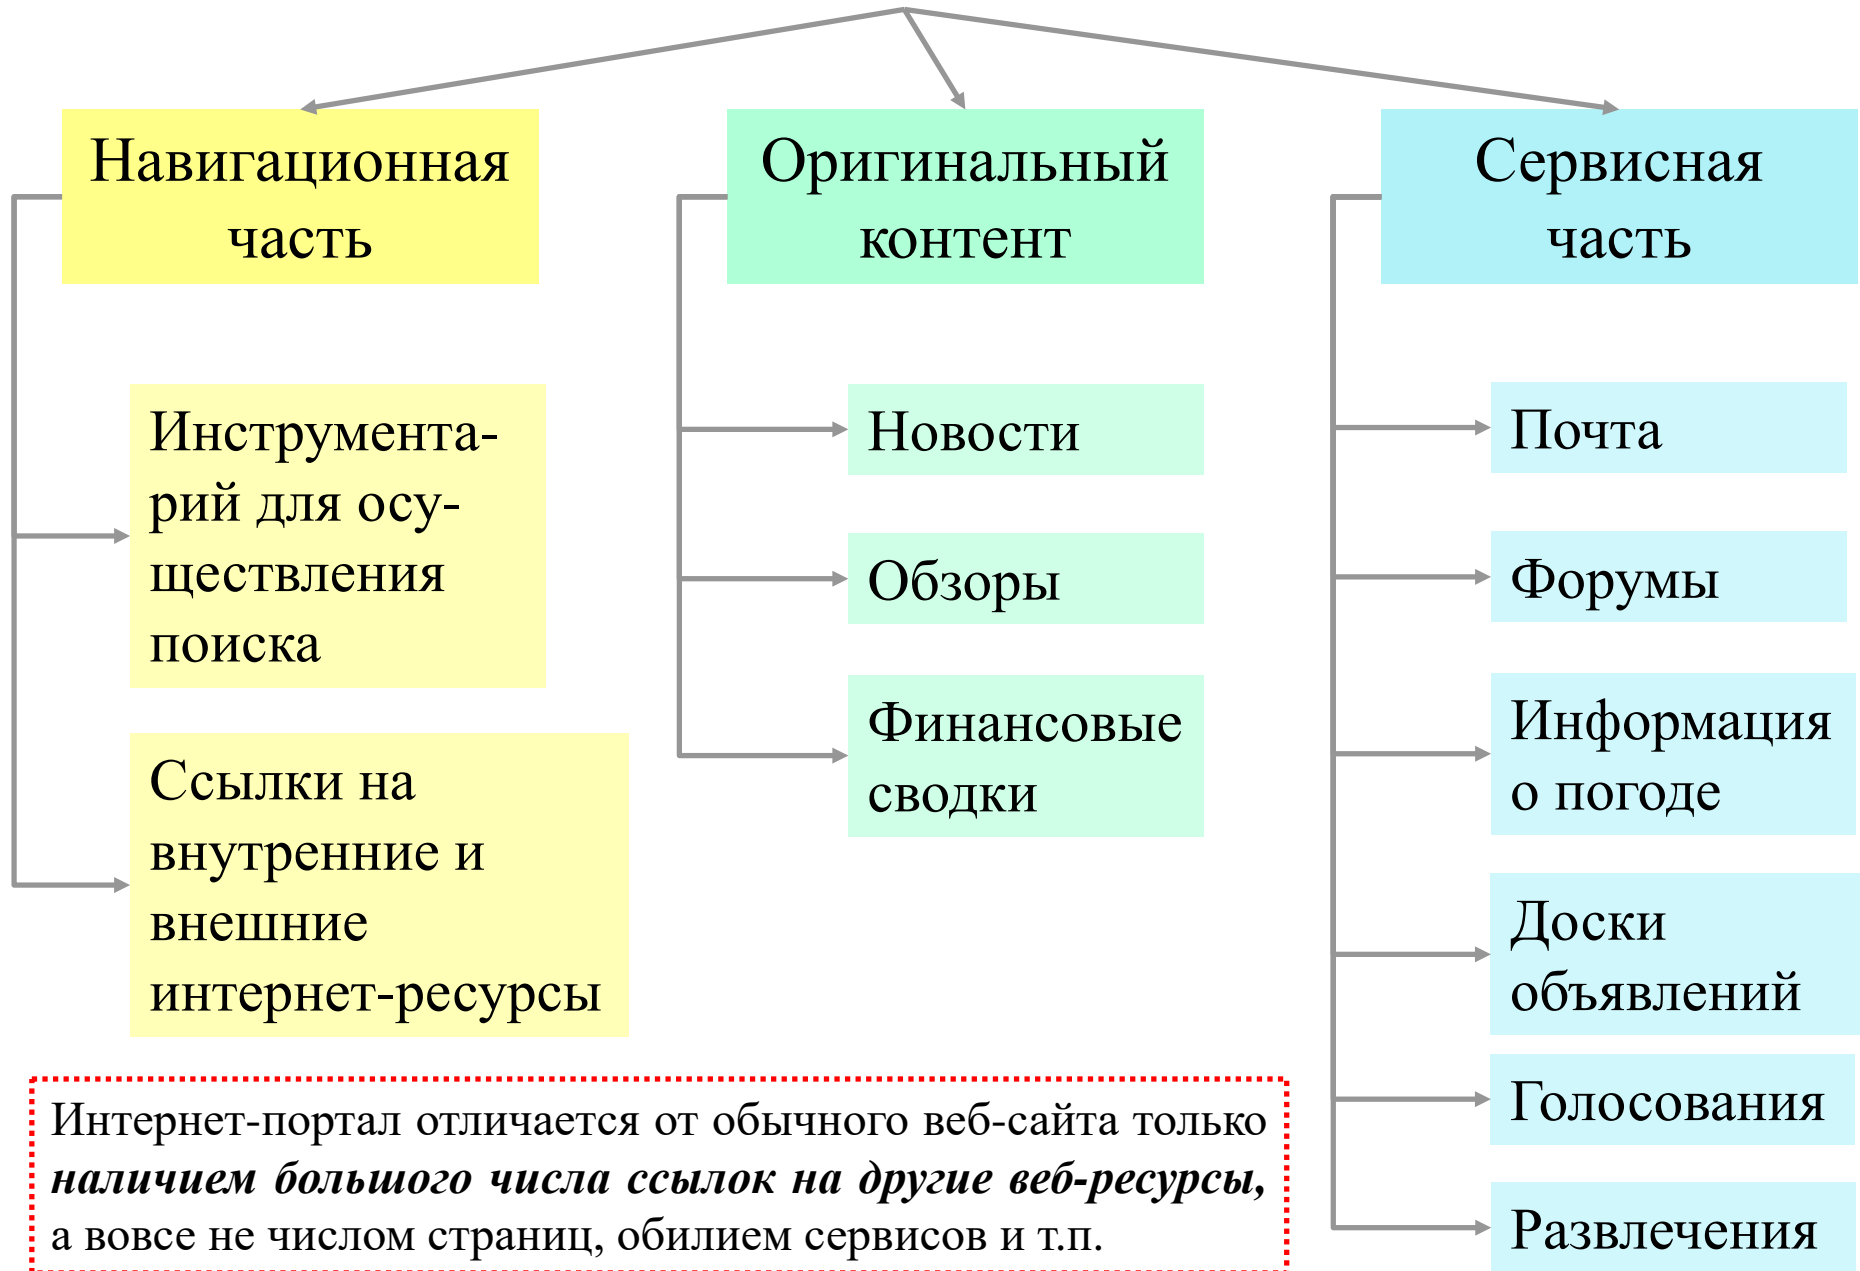 Навигационная
часть
Инструмента-
рий для осу-
ществления
поиска
Ссылки на
внутренние и
внешние
интернет-ресурсы
Оригинальный
контент
Новости
Обзоры
Финансовые
сводки
Сервисная
часть
Почта
Форумы
Информация
о погоде
Доски
объявлений
Голосования
Развлечения
Интернет-портал отличается от обычного веб-сайта только
наличием большого числа ссылок на другие веб-ресурсы,
а вовсе не числом страниц, обилием сервисов и т.п.